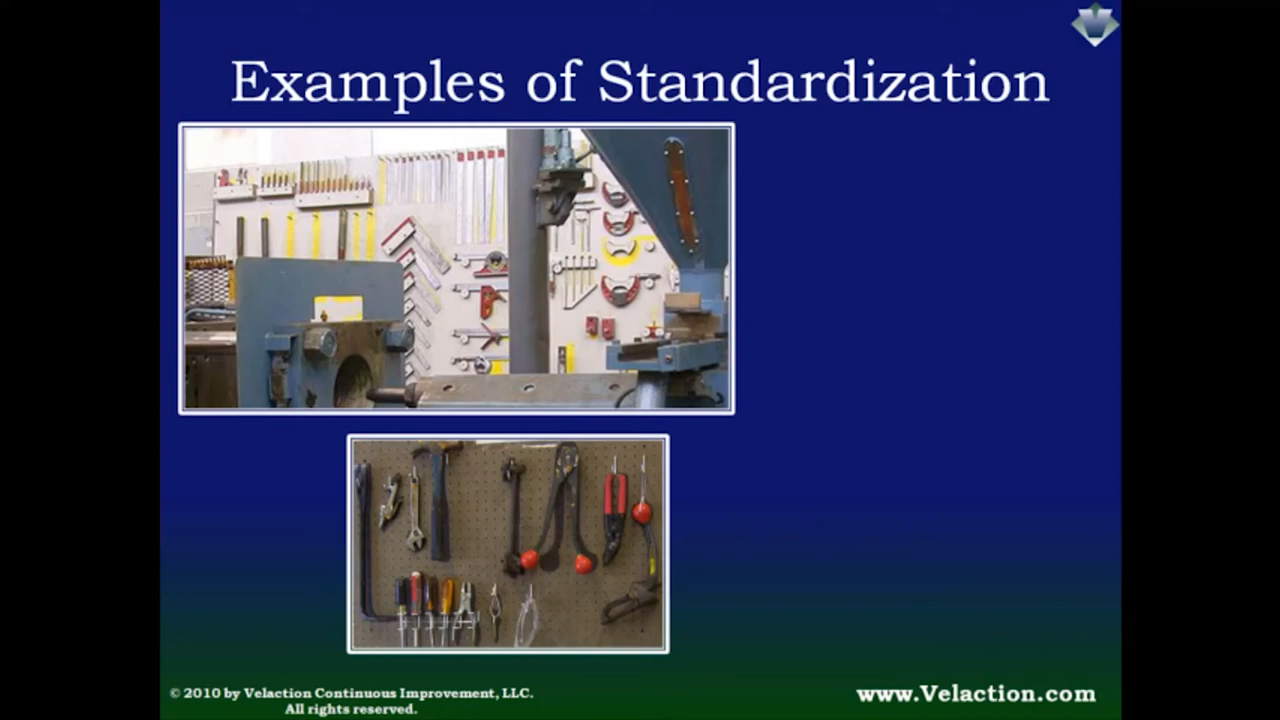 Examples of Standardization
© 2010 by Velaction Continuous Improvement, LLC.
All rights reserved.
www.Velaction.com